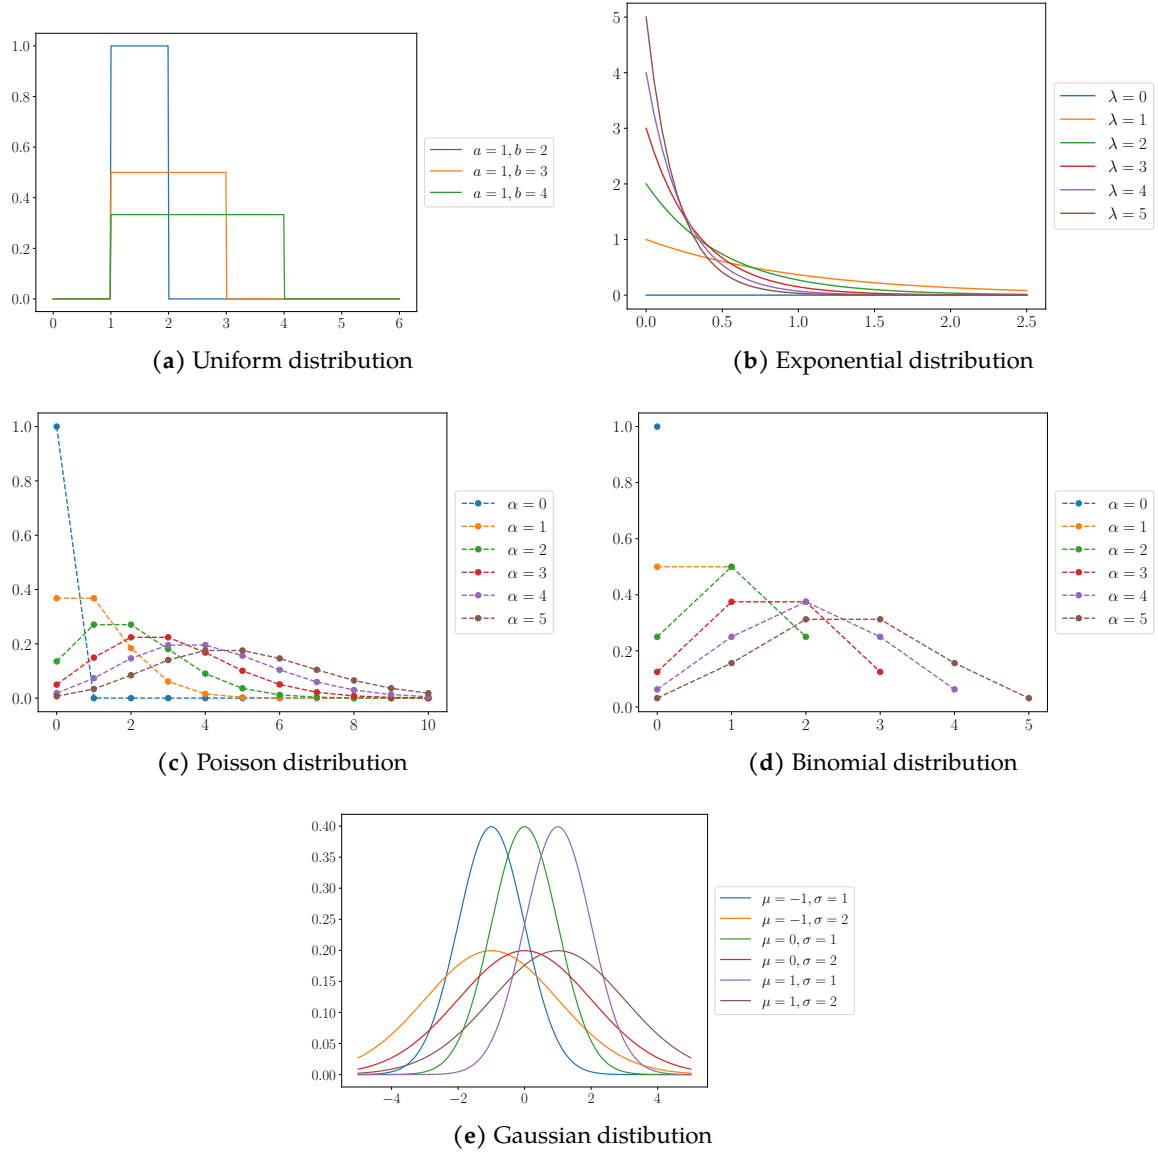 1.0
0.8
0.6
0.4
0.2
0.0
0 1 2 3 4 5 6
a = 1, b = 2
a = 1, b = 3
a = 1, b = 4
(a) Uniform distribution
5
4
3
2
1
0
0.0 0.5 1.0 1.5 2.0 2.5
λ = 0
λ = 1
λ = 2
λ = 3
λ = 4
λ = 5
(b) Exponential distribution
1.0
0.8
0.6
0.4
0.2
0.0
0 2 4 6 8 10
α = 0
α = 1
α = 2
α = 3
α = 4
α = 5
(c) Poisson distribution
1.0
0.8
0.6
0.4
0.2
0.0
0 1 2 3 4 5
α = 0
α = 1
α = 2
α = 3
α = 4
α = 5
(d) Binomial distribution
0.40
0.35
0.30
0.25
0.20
0.15
0.10
0.05
0.00
−4 −2 0 2 4
μ = −1, σ = 1
μ = −1, σ = 2
μ = 0, σ = 1
μ = 0, σ = 2
μ = 1, σ = 1
μ = 1, σ = 2
(e) Gaussian distibution